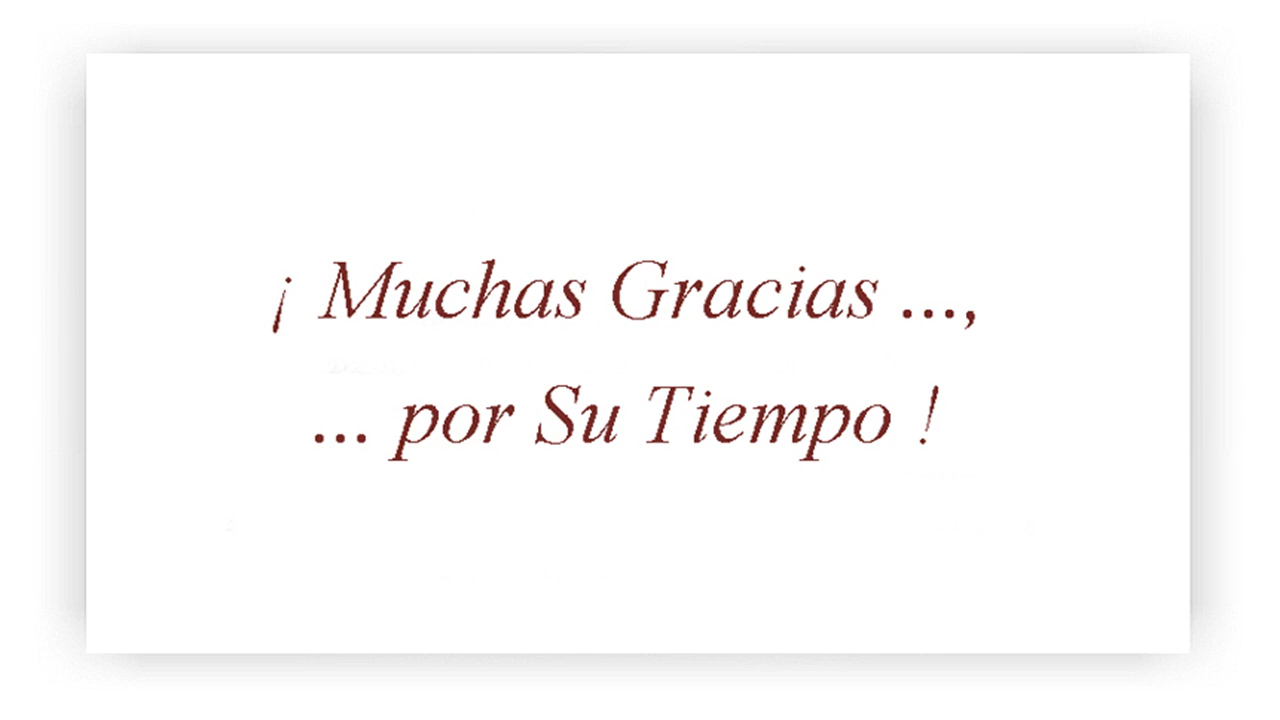 ¡ Muchas Gracias ...,
... por Su Tiempo !